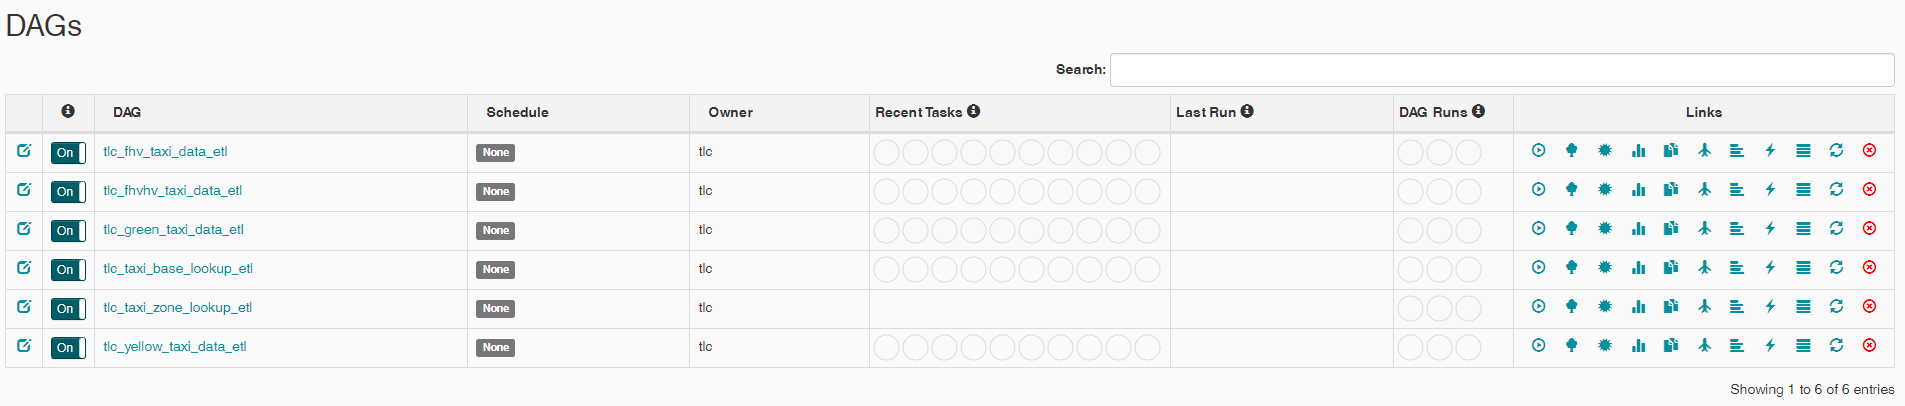 DAGs
Search:
DAG Schedule Owner Recent Tasks Last Run DAG Runs Links
On tlc_fhv_taxi_data_etl None tlc
On tlc_fhvhv_taxi_data_etl None tlc
On tlc_green_taxi_data_etl None tlc
On tlc_taxi_base_lookup_etl None tlc
On tlc_taxi_zone_lookup_etl None tlc
On tlc_yellow_taxi_data_etl None tlc
Showing 1 to 6 of 6 entries